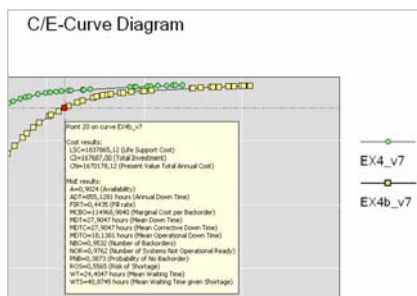 C/E-Curve Diagram
Point 20 on curve EX4b_v7
Cost results:
LSC=1837865,12 (Life Support Cost)
CI=167687,00 (Total Investment)
CN=1670178,12 (Present Value Total Annual Cost)
MoE results:
A=0,9024 (Availability)
ADT=855,1281 hours (Annual Down Time)
FIRT=0,4435 (Fill rate)
MCBO=114968,9840 (Marginal Cost per Backorder)
MDT=27,9047 hours (Mean Down Time)
MDTC=27,9047 hours (Mean Corrective Down Time)
MDTO=18,1381 hours (Mean Operational Down Time)
NBO=0,9532 (Number of Backorders)
NOR=0,9762 (Number of Systems Not Operational Ready)
PNB=0,3873 (Probability of No Backorder)
ROS=0,5565 (Risk of Shortage)
WT=24,4047 hours (Mean Waiting Time)
WTS=40,8745 hours (Mean Waiting Time given Shortage)
EX4_v7
EX4b_v7